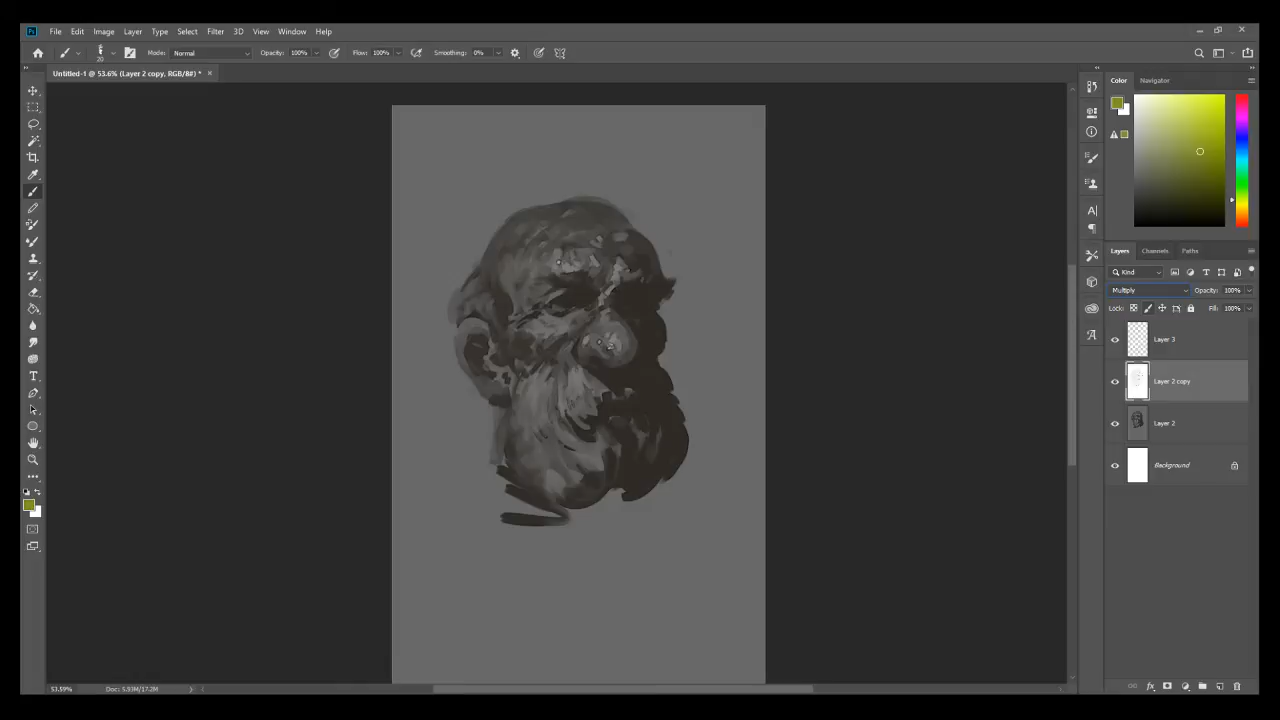 Ps File Edit Image Layer Type Select Filter 3D View Window Help
20 Mode: Normal Opacity: 100% Flow: 100% Smoothing: 0%
Untitled-1 @ 53.6% (Layer 2 copy, RGB/8#) * ×
Color Navigator
Layers Channels Paths
Kind
Multiply Opacity: 100%
Lock: Fill: 100%
Layer 3
Layer 2 copy
Layer 2
Background
53.59% Doc: 5.93M/17.2M